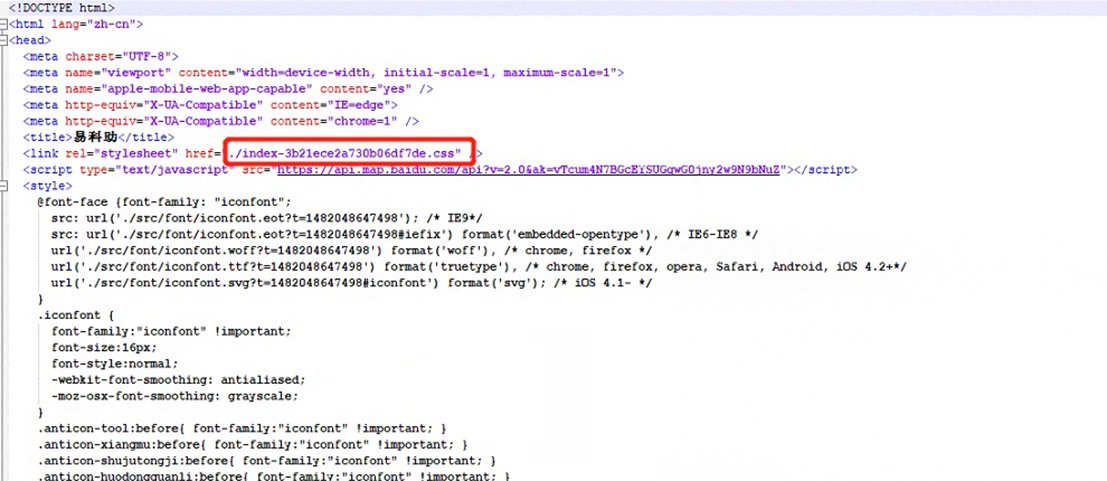 <!DOCTYPE html>
<html lang="zh-cn">
<head>
<meta charset="UTF-8">
<meta name="viewport" content="width=device-width, initial-scale=1, maximum-scale=1">
<meta name="apple-mobile-web-app-capable" content="yes" />
<meta http-equiv="X-UA-Compatible" content="IE=edge">
<meta http-equiv="X-UA-Compatible" content="chrome=1" />
<title>易科助</title>
<link rel="stylesheet" href="./index-3b21ece2a730b06df7de.css" />
<script type="text/javascript" src="https://api.map.baidu.com/api?v=2.0&ak=vTcum4N7BGcEYSUGqwG0jny2w9N9bNuZ"></script>
<style>
@font-face {font-family: "iconfont";
src: url('./src/font/iconfont.eot?t=1482048647498'); /* IE9*/
src: url('./src/font/iconfont.eot?t=1482048647498#iefix') format('embedded-opentype'), /* IE6-IE8 */
url('./src/font/iconfont.woff?t=1482048647498') format('woff'), /* chrome, firefox */
url('./src/font/iconfont.ttf?t=1482048647498') format('truetype'), /* chrome, firefox, opera, Safari, Android, iOS 4.2+*/
url('./src/font/iconfont.svg?t=1482048647498#iconfont') format('svg'); /* iOS 4.1- */
}
.iconfont {
font-family:"iconfont" !important;
font-size:16px;
font-style:normal;
-webkit-font-smoothing: antialiased;
-moz-osx-font-smoothing: grayscale;
}
.anticon-tool:before{ font-family:"iconfont" !important; }
.anticon-xiangmu:before{ font-family:"iconfont" !important; }
.anticon-shujutongji:before{ font-family:"iconfont" !important; }
.anticon-huodongguanli:before{ font-family:"iconfont" !important; }